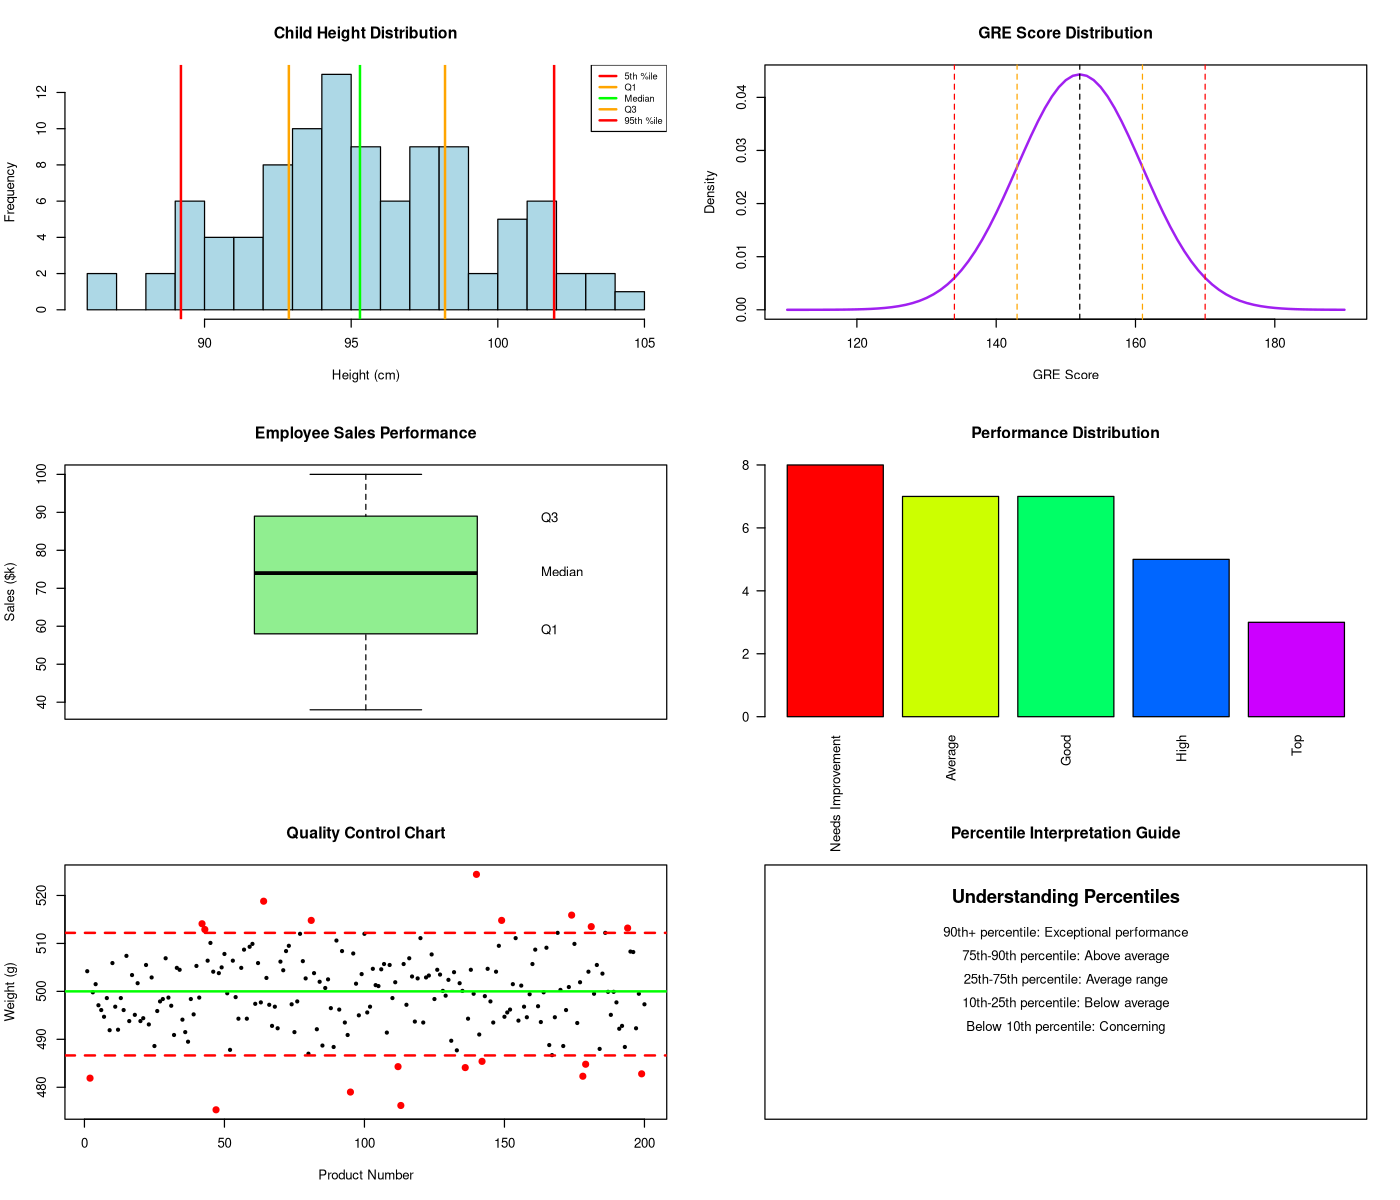 Child Height Distribution
Frequency
0
2
4
6
8
10
12
90
95
100
105
Height (cm)
5th %ile
Q1
Median
Q3
95th %ile
GRE Score Distribution
Density
0.00
0.01
0.02
0.03
0.04
120
140
160
180
GRE Score
Employee Sales Performance
Sales ($k)
40
50
60
70
80
90
100
Q3
Median
Q1
Performance Distribution
0
2
4
6
8
Needs Improvement
Average
Good
High
Top
Quality Control Chart
Weight (g)
480
490
500
510
520
0
50
100
150
200
Product Number
Percentile Interpretation Guide
Understanding Percentiles
90th+ percentile: Exceptional performance
75th-90th percentile: Above average
25th-75th percentile: Average range
10th-25th percentile: Below average
Below 10th percentile: Concerning